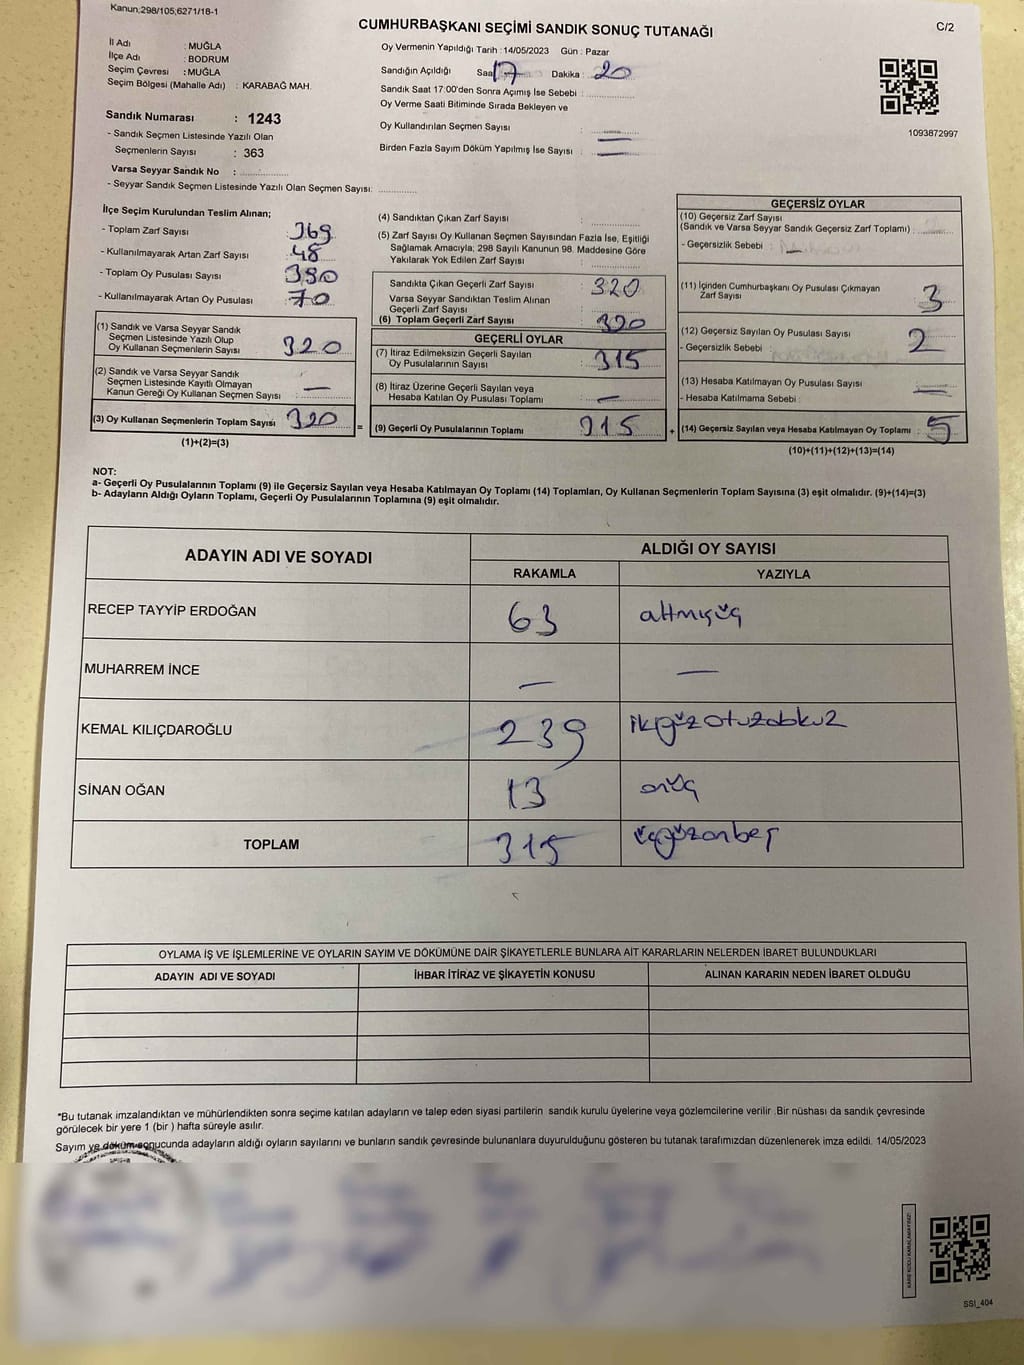 Kanun;298/105,6271/18-1
CUMHURBAŞKANI SEÇİMİ SANDIK SONUÇ TUTANAĞI
C/2
İl Adı : MUĞLA
İlçe Adı : BODRUM
Seçim Çevresi : MUĞLA
Seçim Bölgesi (Mahalle Adı) : KARABAĞ MAH.
Sandık Numarası : 1243
- Sandık Seçmen Listesinde Yazılı Olan
Seçmenlerin Sayısı : 363
Varsa Seyyar Sandık No :
- Seyyar Sandık Seçmen Listesinde Yazılı Olan Seçmen Sayısı:
Oy Vermenin Yapıldığı Tarih : 14/05/2023 Gün : Pazar
Sandığın Açıldığı Saat 17 Dakika : 20
Sandık Saat 17:00'den Sonra Açımış İse Sebebi :
Oy Verme Saati Bitiminde Sırada Bekleyen ve
Oy Kullandırılan Seçmen Sayısı :
Birden Fazla Sayım Döküm Yapılmış İse Sayısı :
1093872997
İlçe Seçim Kurulundan Teslim Alınan;
- Toplam Zarf Sayısı 369
- Kullanılmayarak Artan Zarf Sayısı 48
- Toplam Oy Pusulası Sayısı 390
- Kullanılmayarak Artan Oy Pusulası 70
(1) Sandık ve Varsa Seyyar Sandık
Seçmen Listesinde Yazılı Olup
Oy Kullanan Seçmenlerin Sayısı 320
(2) Sandık ve Varsa Seyyar Sandık
Seçmen Listesinde Kayıtlı Olmayan
Kanun Gereği Oy Kullanan Seçmen Sayısı : —
(3) Oy Kullanan Seçmenlerin Toplam Sayısı 320
(1)+(2)=(3)
=
(4) Sandıktan Çıkan Zarf Sayısı :
(5) Zarf Sayısı Oy Kullanan Seçmen Sayısından Fazla İse, Eşitliği
Sağlamak Amacıyla; 298 Sayılı Kanunun 98. Maddesine Göre
Yakılarak Yok Edilen Zarf Sayısı :
Sandıkta Çıkan Geçerli Zarf Sayısı : 320
Varsa Seyyar Sandıktan Teslim Alınan
Geçerli Zarf Sayısı :
(6) Toplam Geçerli Zarf Sayısı 320
GEÇERLİ OYLAR
(7) İtiraz Edilmeksizin Geçerli Sayılan
Oy Pusulalarının Sayısı : 315
(8) İtiraz Üzerine Geçerli Sayılan veya
Hesaba Katılan Oy Pusulası Toplamı : —
(9) Geçerli Oy Pusulalarının Toplamı 315
+
GEÇERSİZ OYLAR
(10) Geçersiz Zarf Sayısı
(Sandık ve Varsa Seyyar Sandık Geçersiz Zarf Toplamı) :
- Geçersizlik Sebebi : —
(11) İçinden Cumhurbaşkanı Oy Pusulası Çıkmayan
Zarf Sayısı : 3
(12) Geçersiz Sayılan Oy Pusulası Sayısı : 2
- Geçersizlik Sebebi :
(13) Hesaba Katılmayan Oy Pusulası Sayısı :
- Hesaba Katılmama Sebebi :
(14) Geçersiz Sayılan veya Hesaba Katılmayan Oy Toplamı : 5
(10)+(11)+(12)+(13)=(14)
NOT:
a- Geçerli Oy Pusulalarının Toplamı (9) ile Geçersiz Sayılan veya Hesaba Katılmayan Oy Toplamı (14) Toplamları, Oy Kullanan Seçmenlerin Toplam Sayısına (3) eşit olmalıdır. (9)+(14)=(3)
b- Adayların Aldığı Oyların Toplamı, Geçerli Oy Pusulalarının Toplamına (9) eşit olmalıdır.
ADAYIN ADI VE SOYADI
ALDIĞI OY SAYISI
RAKAMLA YAZIYLA
RECEP TAYYİP ERDOĞAN 63 altmışüç
MUHARREM İNCE — —
KEMAL KILIÇDAROĞLU 239 ikiyüzotuzdokuz
SİNAN OĞAN 13 onüç
TOPLAM 315 üçyüzonbeş
OYLAMA İŞ VE İŞLEMLERİNE VE OYLARIN SAYIM VE DÖKÜMÜNE DAİR ŞİKAYETLERLE BUNLARA AİT KARARLARIN NELERDEN İBARET BULUNDUKLARI
ADAYIN ADI VE SOYADI İHBAR İTİRAZ VE ŞİKAYETİN KONUSU ALINAN KARARIN NEDEN İBARET OLDUĞU
*Bu tutanak imzalandıktan ve mühürlendikten sonra seçime katılan adayların ve talep eden siyasi partilerin sandık kurulu üyelerine veya gözlemcilerine verilir .Bir nüshası da sandık çevresinde
görülecek bir yere 1 (bir ) hafta süreyle asılır.
Sayım ve döküm sonucunda adayların aldığı oyların sayılarını ve bunların sandık çevresinde bulunanlara duyurulduğunu gösteren bu tutanak tarafımızdan düzenlenerek imza edildi. 14/05/2023
SSI_404